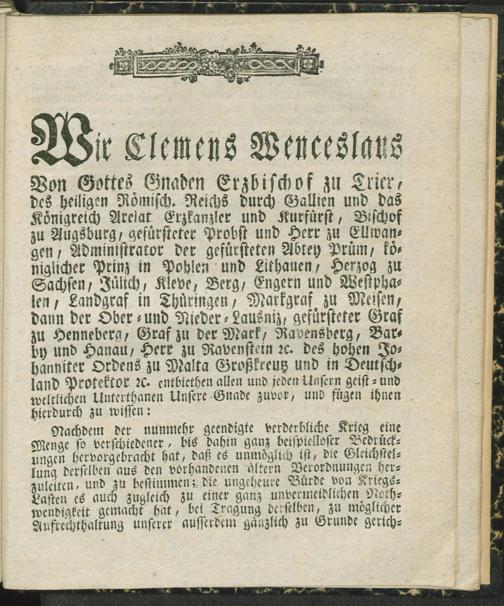 Wir Clemens Wenceslaus
Von Gottes Gnaden Erzbischof zu Trier,
des heiligen Römisch. Reichs durch Gallien und das
Königreich Arelat Erzkanzler und Kurfürst, Bischof
zu Augsburg, gefürsteter Probst und Herr zu Ellwan-
gen, Administrator der gefürsteten Abtey Prüm, kö-
niglicher Prinz in Pohlen und Lithauen, Herzog zu
Sachsen, Jülich, Kleve, Berg, Engern und Westpha-
len, Landgraf in Thüringen, Markgraf zu Meisen,
dann der Ober- und Nieder-Lausniz, gefürsteter Graf
zu Henneberg, Graf zu der Mark, Ravensberg, Bar-
by und Hanau, Herr zu Ravenstein ꝛc. des hohen Jo-
hanniter Ordens zu Malta Großkreutz und in Deutsch-
land Protektor ꝛc. entbiethen allen und jeden Unsern geist- und
weltlichen Unterthanen Unsere Gnade zuvor, und fügen ihnen
hierdurch zu wissen:
Nachdem der nunmehr geendigte verderbliche Krieg eine
Menge so verschiedener, bis dahin ganz beispielloser Bedrück-
ungen hervorgebracht hat, daß es unmöglich ist, die Gleichstel-
lung derselben aus den vorhandenen ältern Verordnungen her-
zuleiten, und zu bestimmen; die ungeheure Bürde von Kriegs-
Lasten es auch zugleich zu einer ganz unvermeidlichen Noth-
wendigkeit gemacht hat, bei Tragung derselben, zu möglicher
Aufrechthaltung unserer ausserdem gänzlich zu Grunde gerich-